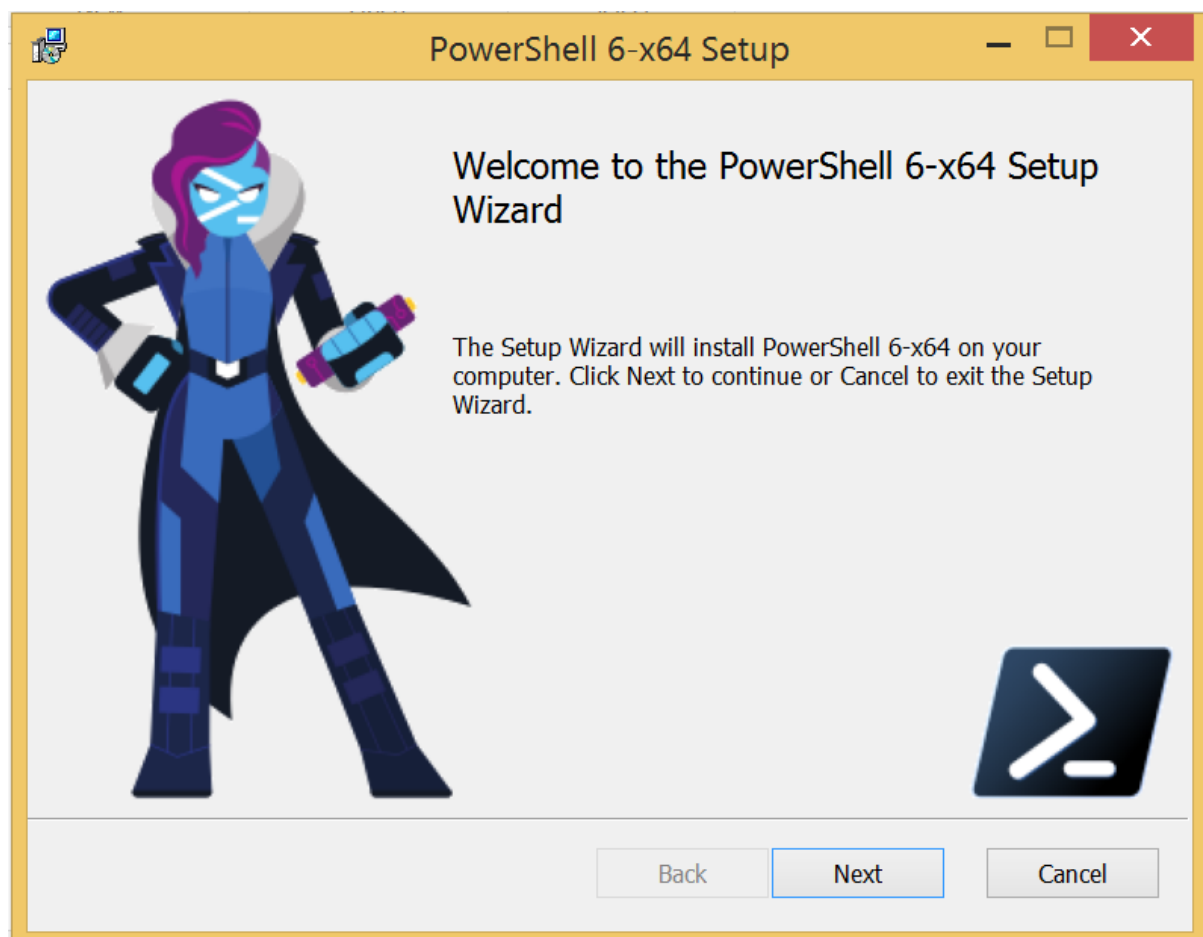 PowerShell 6-x64 Setup
Welcome to the PowerShell 6-x64 Setup
Wizard
The Setup Wizard will install PowerShell 6-x64 on your
computer. Click Next to continue or Cancel to exit the Setup
Wizard.
Back
Next
Cancel